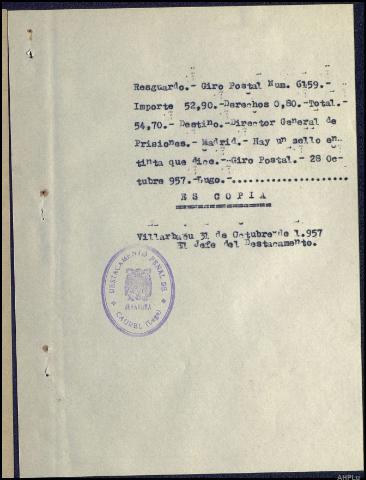 Resguardo.- Giro Postal Num. 6159.-
Importe 52,90.-Derechos 0,80.-Total.-
54,70.- Destino.-Director General de
Prisiones.- Madrid.- Hay un sello en
tinta que dice.-Giro Postal.- 28 Oc-
tubre 957.-Lugo.-....................
ES COPIA
Villarbacu 31 de Octubre de 1.957
El Jefe del Destacamento.
DESTACAMENTO PENAL DE
CAUREL (Lugo)
AHPLu